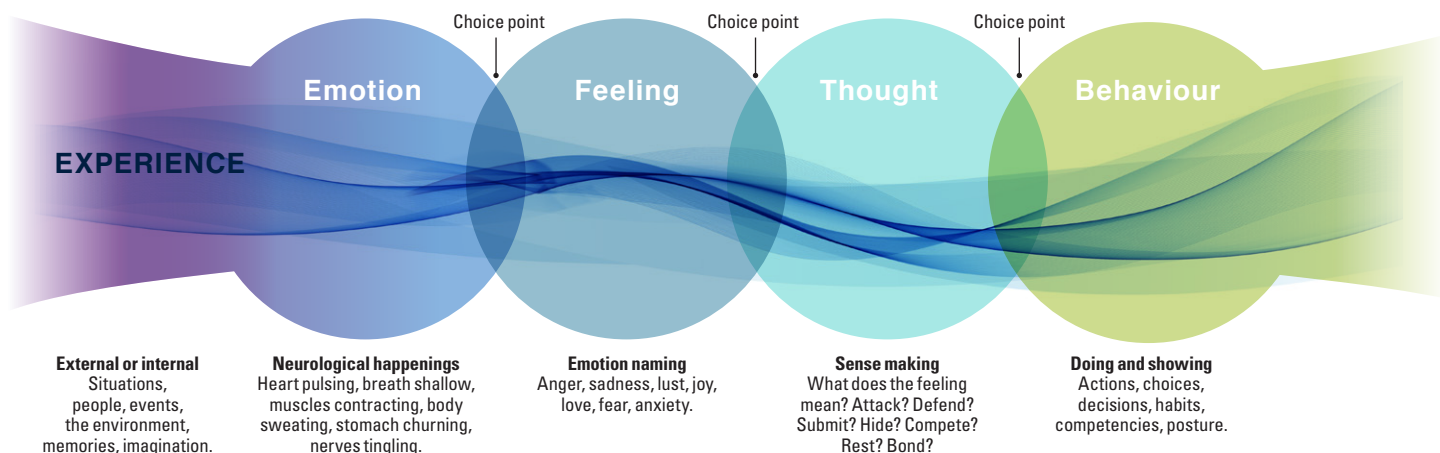 Choice point
Choice point
Choice point
Emotion
Feeling
Thought
Behaviour
EXPERIENCE
External or internal
Situations,
people, events,
the environment,
memories, imagination.
Neurological happenings
Heart pulsing, breath shallow,
muscles contracting, body
sweating, stomach churning,
nerves tingling.
Emotion naming
Anger, sadness, lust, joy,
love, fear, anxiety.
Sense making
What does the feeling
mean? Attack? Defend?
Submit? Hide? Compete?
Rest? Bond?
Doing and showing
Actions, choices,
decisions, habits,
competencies, posture.